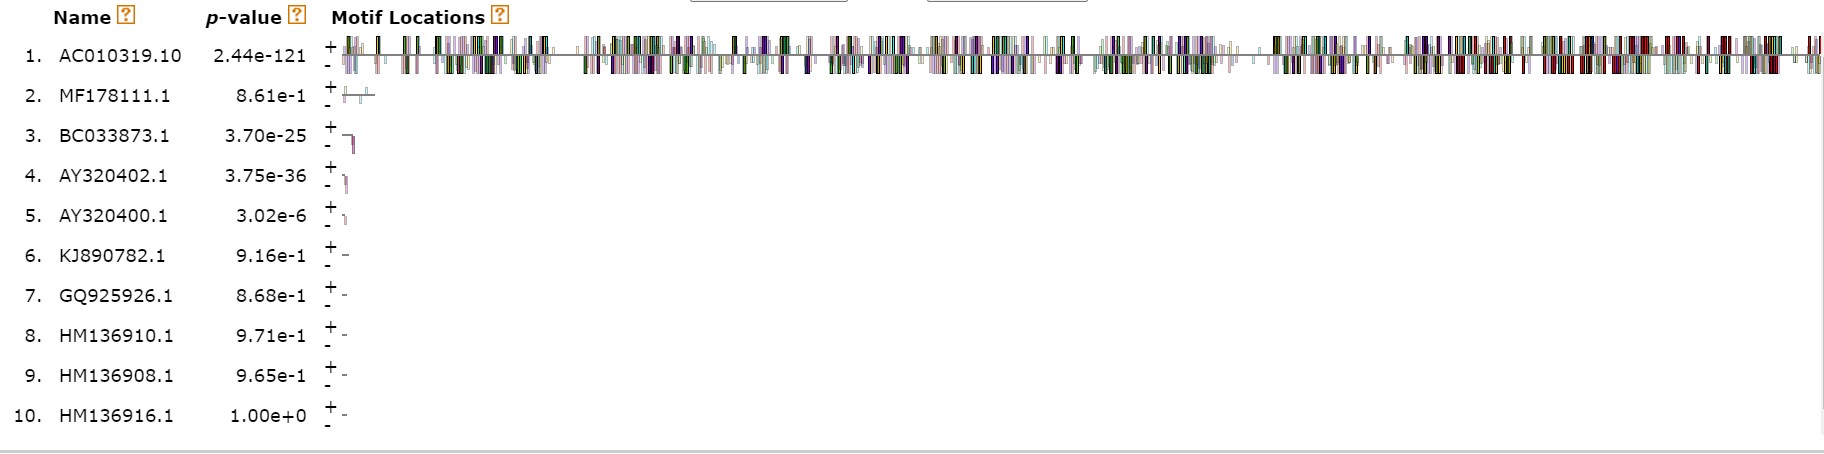 Name ? p-value ? Motif Locations ?
1. AC010319.10 2.44e-121 + -
2. MF178111.1 8.61e-1 + -
3. BC033873.1 3.70e-25 + -
4. AY320402.1 3.75e-36 + -
5. AY320400.1 3.02e-6 + -
6. KJ890782.1 9.16e-1 + -
7. GQ925926.1 8.68e-1 + -
8. HM136910.1 9.71e-1 + -
9. HM136908.1 9.65e-1 + -
10. HM136916.1 1.00e+0 + -